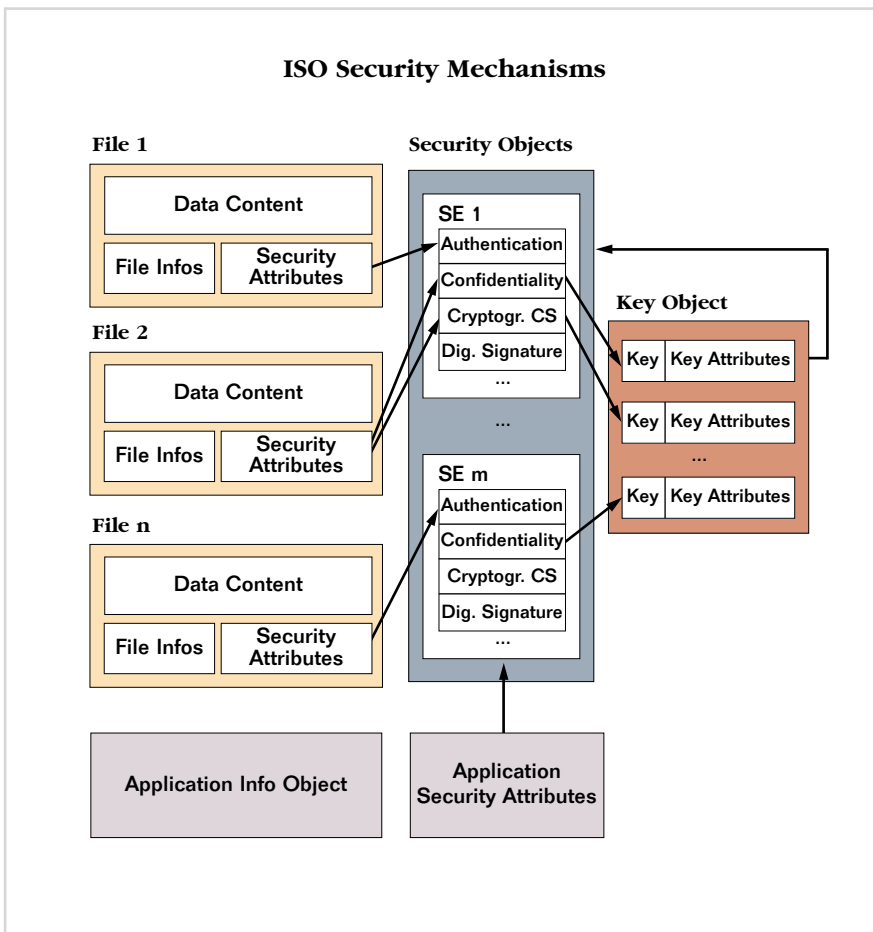 ISO Security Mechanisms
File 1
Data Content
File Infos
Security
Attributes
File 2
Data Content
File Infos
Security
Attributes
File n
Data Content
File Infos
Security
Attributes
Security Objects
SE 1
Authentication
Confidentiality
Cryptogr. CS
Dig. Signature
...
...
SE m
Authentication
Confidentiality
Cryptogr. CS
Dig. Signature
...
Key Object
Key Key Attributes
Key Key Attributes
...
Key Key Attributes
Application Info Object
Application
Security Attributes